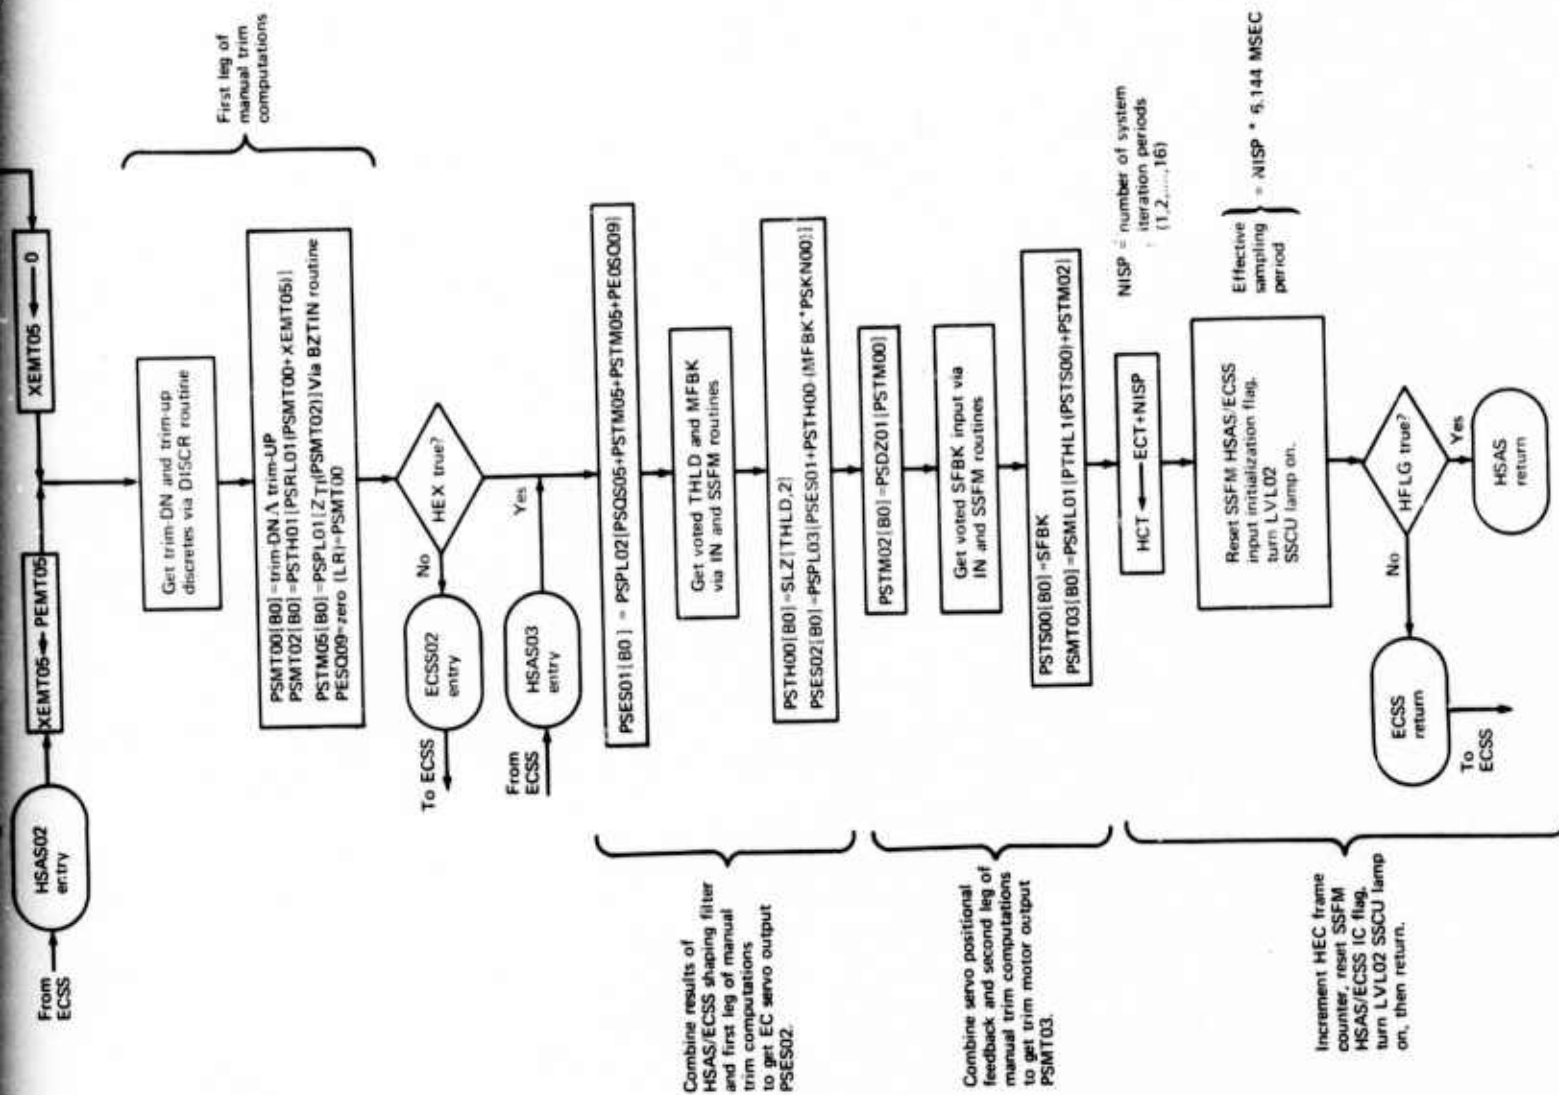 From
ECSS
HSAS02
entry
XEMT05 PEMT05
XEMT05 0
Get trim-DN and trim-up
discretes via DISCR routine
First leg of
manual trim
computations
PSMT00[B0]=trim-DN Λ trim-UP
PSMT02[B0]=PSTH01[PSRL01(PSMT00+XEMT05)]
PSTM05[B0]=PSPL01[ZT](PSMT02)] Via BZTIN routine
PESQ09=zero (LR)=PSMT00
HEX true?
No
Yes
ECSS02
entry
To ECSS
From
ECSS
HSAS03
entry
PSES01[B0] = PSPL02[PSQS05+PSTM05+PSTM05+PE0SQ09]
Get voted THLD and MFBK
via IN and SSFM routines
PSTH00[B0]=SLZ[THLD,2]
PSES02[B0]=PSPL03[PSES01+PSTH00-(MFBK*PSKN00)]
Combine results of
HSAS/ECSS shaping filter
and first leg of manual
trim computations
to get EC servo output
PSES02.
PSTM02[B0]=PSDZ01[PSTM00]
Get voted SFBK input via
IN and SSFM routines
PSTS00[B0]=SFBK
PSMT03[B0]=PSML01[PTHL1(PSTS00)+PSTM02]
Combine servo positional
feedback and second leg of
manual trim computations
to get trim motor output
PSMT03.
HCT ECT+NISP
NISP = number of system
iteration periods
(1,2,...,16)
Reset SSFM HSAS/ECSS
input initialization flag,
turn LVL02
SSCU lamp on.
Effective
sampling
period
= NISP * 6.144 MSEC
HFLG true?
No
Yes
ECSS
return
To
ECSS
HSAS
return
Increment HEC frame
counter, reset SSFM
HSAS/ECSS IC flag,
turn LVL02 SSCU lamp
on, then return.